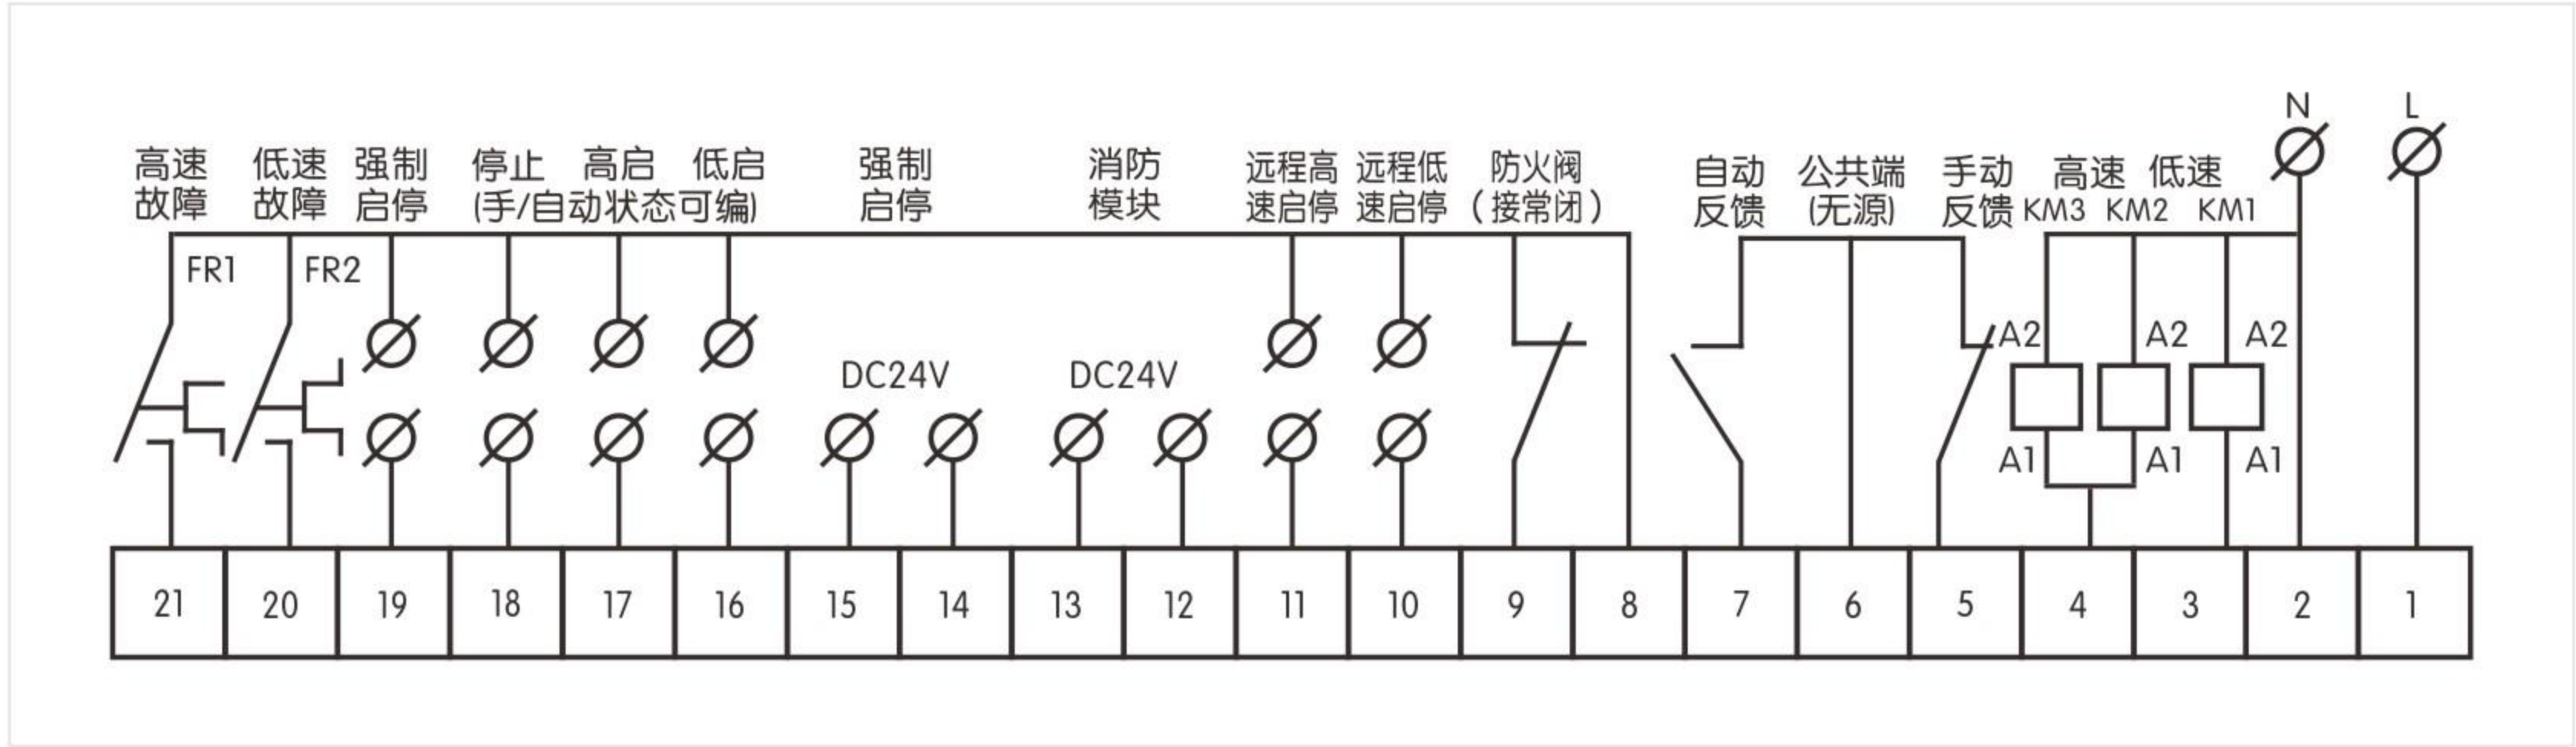 N
L
高速 低速 强制 停止 高启 低启 强制 消防 远程高 远程低 防火阀 自动 公共端 手动 高速 低速
故障 故障 启停 (手/自动状态可编) 启停 模块 速启停 速启停 (接常闭) 反馈 (无源) 反馈 KM3 KM2 KM1
FR1 FR2
A2 A2 A2
DC24V DC24V
A1 A1 A1
21 20 19 18 17 16 15 14 13 12 11 10 9 8 7 6 5 4 3 2 1